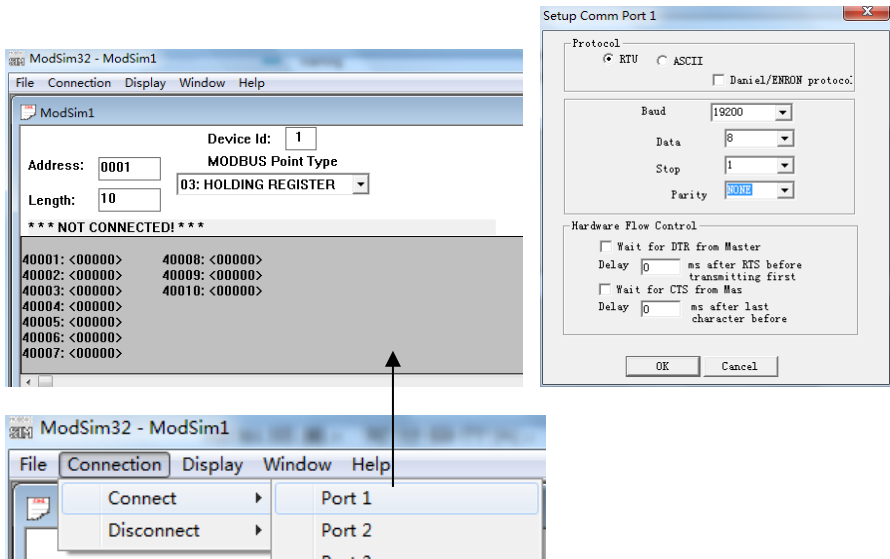 Setup Comm Port 1
Protocol
RTU ASCII
Daniel/ENRON protocol
Baud 19200
Data 8
Stop 1
Parity NONE
Hardware Flow Control
Wait for DTR from Master
Delay 0 ms after RTS before
transmitting first
Wait for CTS from Mas
Delay 0 ms after last
character before
OK Cancel
ModSim32 - ModSim1
File Connection Display Window Help
ModSim1
Device Id: 1
Address: 0001 MODBUS Point Type
03: HOLDING REGISTER
Length: 10
* * * NOT CONNECTED! * * *
40001: <00000> 40008: <00000>
40002: <00000> 40009: <00000>
40003: <00000> 40010: <00000>
40004: <00000>
40005: <00000>
40006: <00000>
40007: <00000>
ModSim32 - ModSim1
File Connection Display Window Help
Connect Port 1
Disconnect Port 2